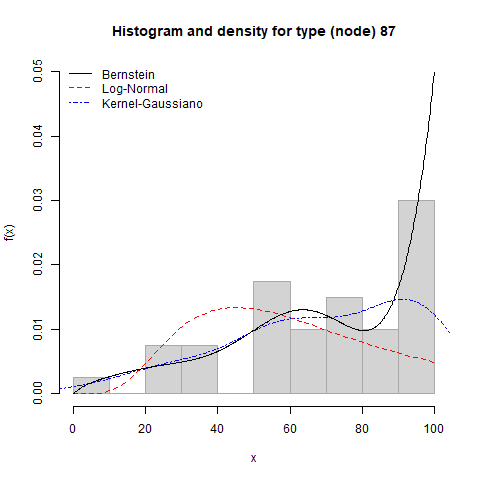 Histogram and density for type (node) 87
Bernstein
Log-Normal
Kernel-Gaussiano
f(x)
0.05
0.04
0.03
0.02
0.01
0.00
0 20 40 60 80 100
x